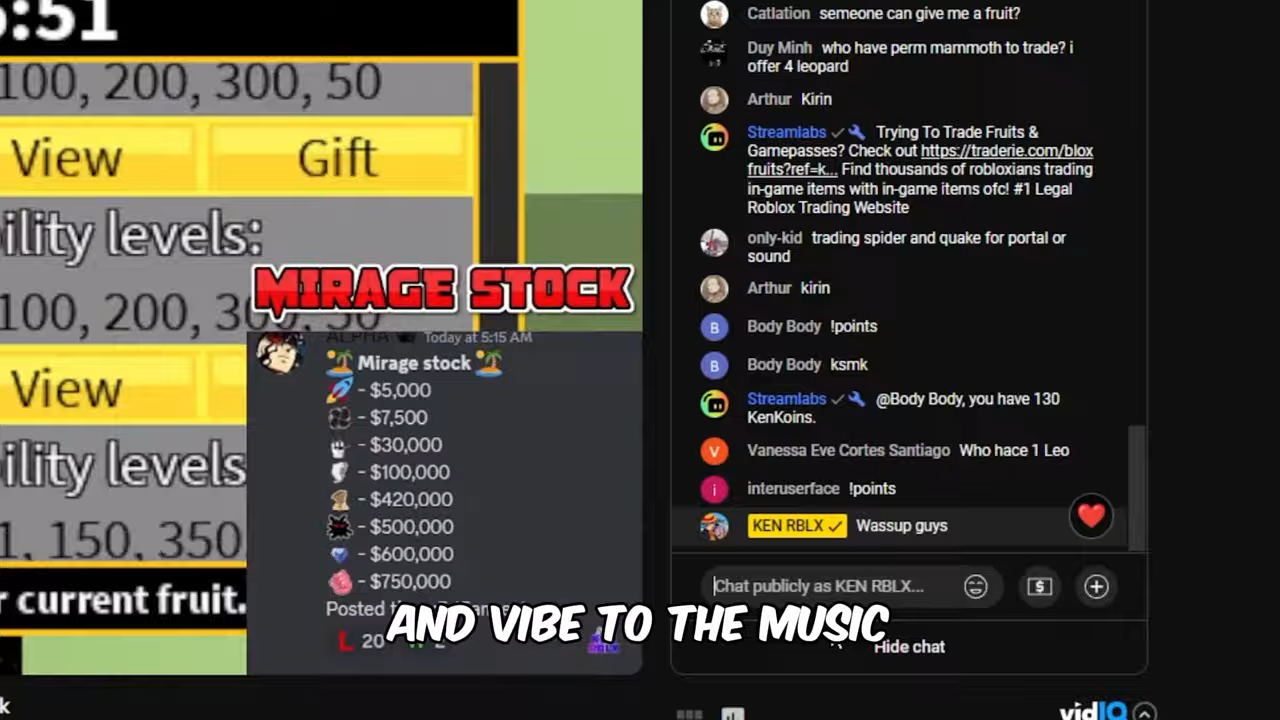 5:51
100, 200, 300, 50
View
Gift
ility levels:
100, 200, 300, 50
View
ility levels
1, 150, 350
r current fruit.
MIRAGE STOCK
ALPHA
Today at 5:15 AM
Mirage stock
- $5,000
- $7,500
- $30,000
- $100,000
- $420,000
- $500,000
- $600,000
- $750,000
Posted
L 20
AND VIBE TO THE MUSIC
Catlation semeone can give me a fruit?
Duy Minh who have perm mammoth to trade? i
offer 4 leopard
Arthur Kirin
Streamlabs Trying To Trade Fruits &
Gamepasses? Check out https://traderie.com/blox
fruits?ref=k... Find thousands of robloxians trading
in-game items with in-game items ofc! #1 Legal
Roblox Trading Website
only-kid trading spider and quake for portal or
sound
Arthur kirin
B Body Body !points
B Body Body ksmk
Streamlabs @Body Body, you have 130
KenKoins.
V Vanessa Eve Cortes Santiago Who hace 1 Leo
i interuserface !points
KEN RBLX Wassup guys
Chat publicly as KEN RBLX...
Hide chat
k
vidIQ